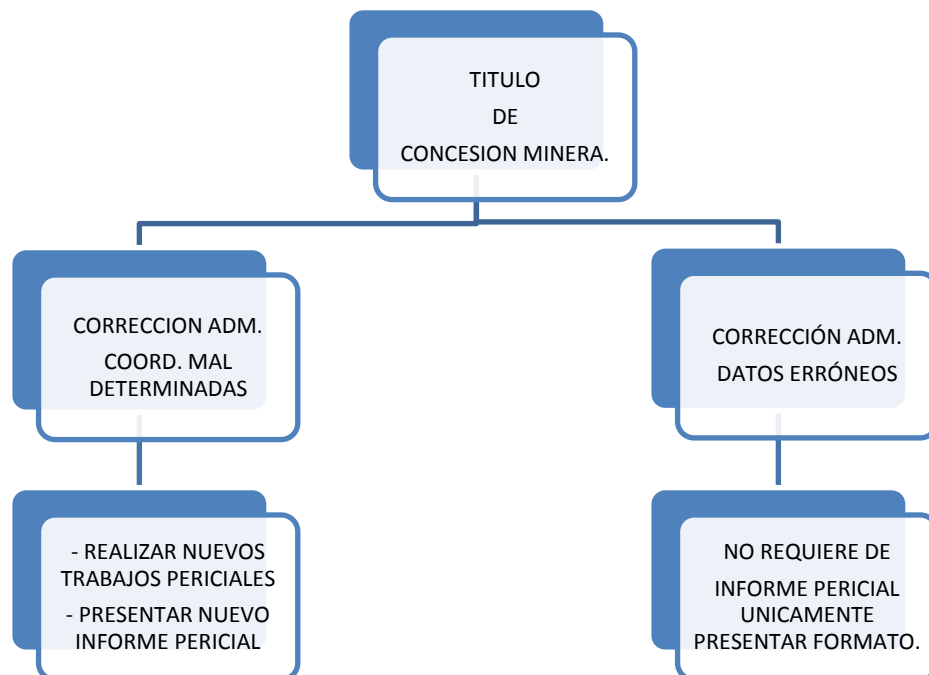 TITULO
DE
CONCESION MINERA.
CORRECCION ADM.
COORD. MAL
DETERMINADAS
CORRECCIÓN ADM.
DATOS ERRÓNEOS
- REALIZAR NUEVOS
TRABAJOS PERICIALES
- PRESENTAR NUEVO
INFORME PERICIAL
NO REQUIERE DE
INFORME PERICIAL
UNICAMENTE
PRESENTAR FORMATO.